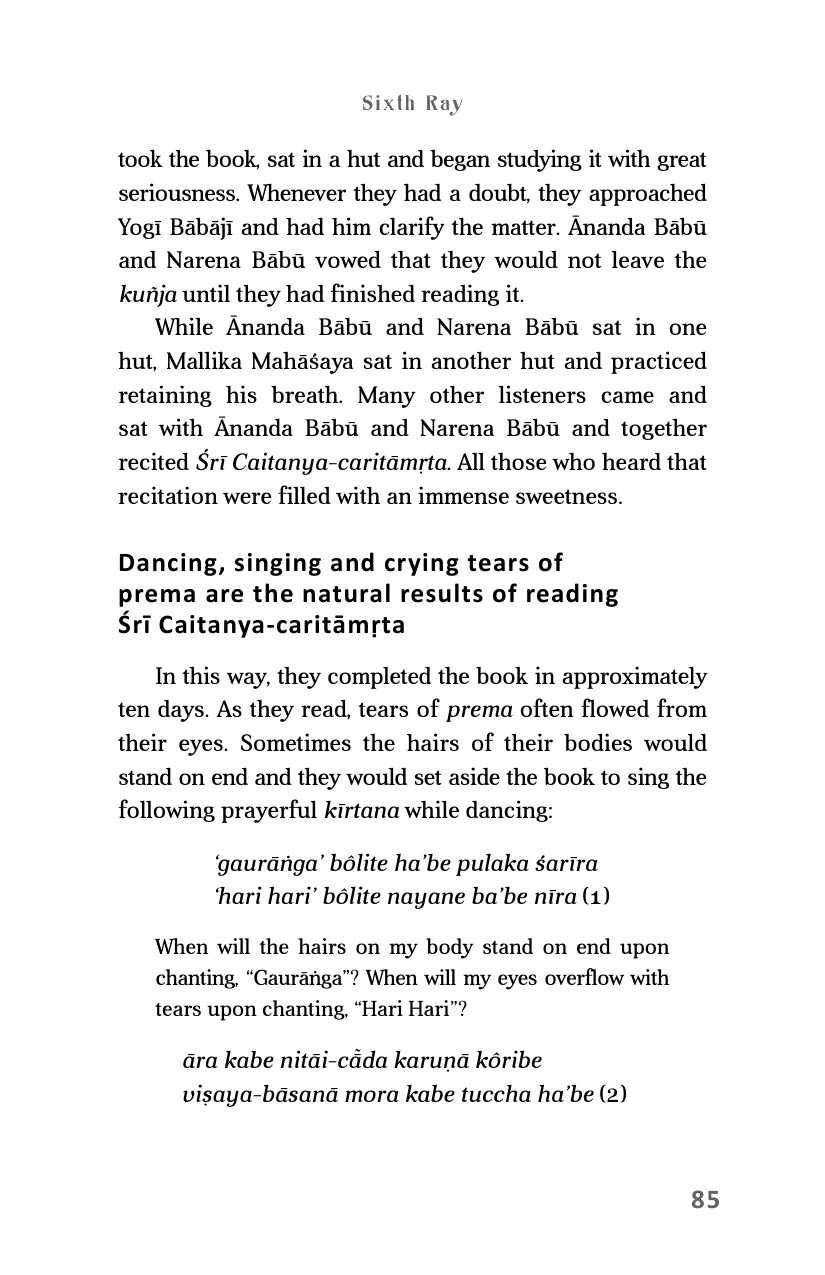 Sixth Ray
took the book, sat in a hut and began studying it with great
seriousness. Whenever they had a doubt, they approached
Yogī Bābājī and had him clarify the matter. Ānanda Bābū
and Narena Bābū vowed that they would not leave the
kuñja until they had finished reading it.
While Ānanda Bābū and Narena Bābū sat in one
hut, Mallika Mahāśaya sat in another hut and practiced
retaining his breath. Many other listeners came and
sat with Ānanda Bābū and Narena Bābū and together
recited Śrī Caitanya-caritāmṛta. All those who heard that
recitation were filled with an immense sweetness.
Dancing, singing and crying tears of
prema are the natural results of reading
Śrī Caitanya-caritāmṛta
In this way, they completed the book in approximately
ten days. As they read, tears of prema often flowed from
their eyes. Sometimes the hairs of their bodies would
stand on end and they would set aside the book to sing the
following prayerful kīrtana while dancing:
‘gaurāṅga’ bôlite ha’be pulaka śarīra
‘hari hari’ bôlite nayane ba’be nīra (1)
When will the hairs on my body stand on end upon
chanting, “Gaurāṅga”? When will my eyes overflow with
tears upon chanting, “Hari Hari”?
āra kabe nitāi-cā̃da karuṇā kôribe
viṣaya-bāsanā mora kabe tuccha ha’be (2)
85